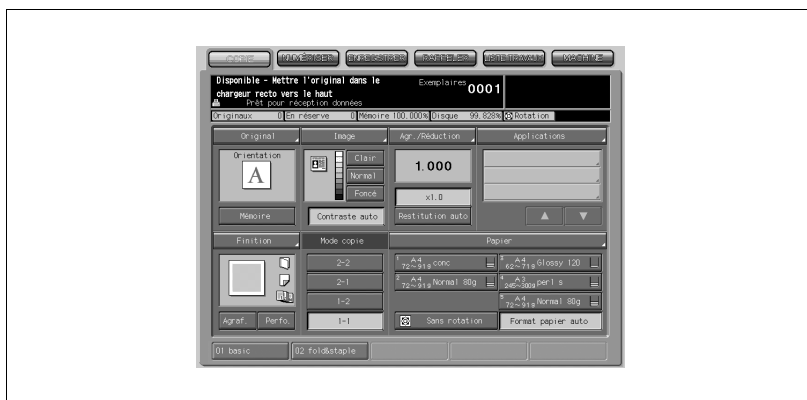 COPIE NUMÉRISER ENREGISTRER RAPPELER LISTE TRAVAUX MACHINE
Disponible - Mettre l'original dans le
chargeur recto vers le haut
Exemplaires 0001
Prêt pour réception données
Originaux 0 En réserve 0 Mémoire 100.000% Disque 99.828% Rotation
Original Image Agr./Réduction Applications
Orientation
A
Clair
Normal
Foncé
1.000
x1.0
Mémoire Contraste auto Restitution auto
Finition Mode copie Papier
2-2
2-1
1-2
1-1
1 A4 72~91g conc
2 A4 72~91g Normal 80g
3 A4 62~71g Glossy 120
4 A3 245~300g perl s
5 A4 72~91g Normal 80g
Agraf. Perfo. Sans rotation Format papier auto
01 basic 02 fold&staple